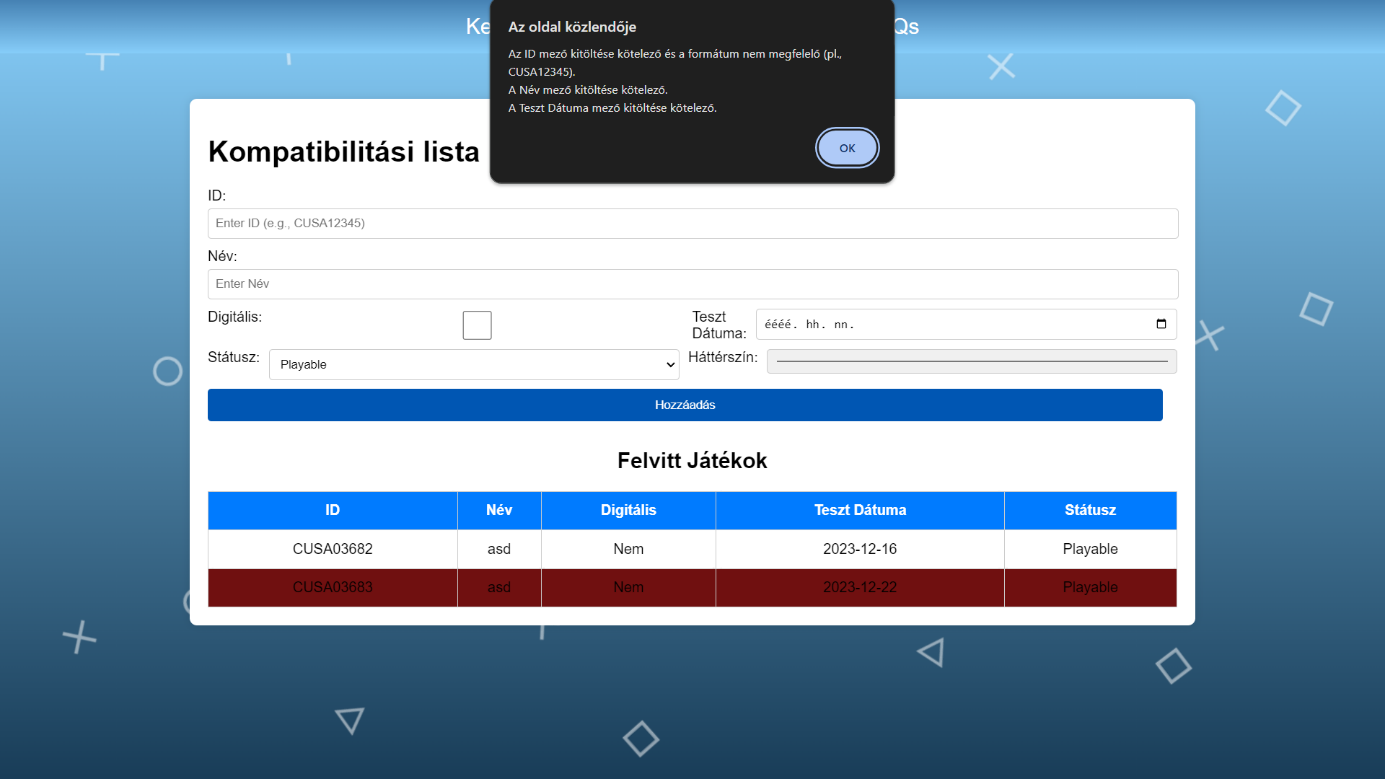 Ke
Qs
Az oldal közlendője
Az ID mező kitöltése kötelező és a formátum nem megfelelő (pl.,
CUSA12345).
A Név mező kitöltése kötelező.
A Teszt Dátuma mező kitöltése kötelező.
OK
Kompatibilitási lista
ID:
Enter ID (e.g., CUSA12345)
Név:
Enter Név
Digitális:
Teszt
Dátuma:
éééé. hh. nn.
Státusz:
Playable
Háttérszín:
Hozzáadás
Felvitt Játékok
ID Név Digitális Teszt Dátuma Státusz
CUSA03682 asd Nem 2023-12-16 Playable
CUSA03683 asd Nem 2023-12-22 Playable